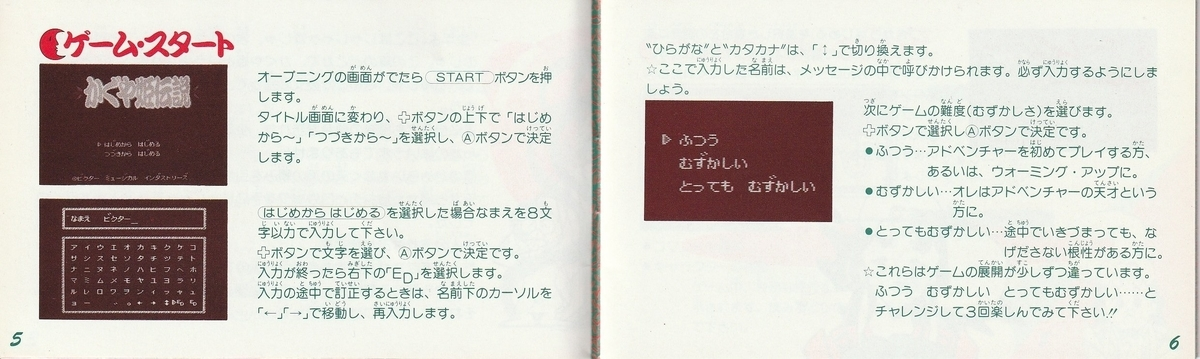 ゲーム・スタート
かぐや姫伝説
はじめから はじめる
つづきから はじめる
©ビクター ミュージカル インダストリーズ
オープニングの画面がでたら START ボタンを押
します。
タイトル画面に変わり、✚ボタンの上下で「はじめ
から〜」「つづきから〜」を選択し、Ⓐボタンで決定
します。
なまえ ビクター_
アイウエオカキクケコ
サシスセソタチツテト
ナニヌネノハヒフヘホ
マミムメモヤユヨラリ
ルレロワヲンィッャュ
はじめから はじめる を選択した場合なまえを8文
字以内で入力して下さい。
✚ボタンで文字を選び、Ⓐボタンで決定です。
入力が終ったら右下の「ED」を選択します。
入力の途中で訂正するときは、名前下のカーソルを
「←」「→」で移動し、再入力します。
5
"ひらがな"と"カタカナ"は、「↕」で切り換えます。
☆ここで入力した名前は、メッセージの中で呼びかけられます。必ず入力するようにしま
しょう。
▷ ふつう
むずかしい
とっても むずかしい
次にゲームの難度(むずかしさ)を選びます。
✚ボタンで選択しⒶボタンで決定です。
●ふつう…アドベンチャーを初めてプレイする方、
あるいは、ウォーミング・アップに。
●むずかしい…オレはアドベンチャーの天才という
方に。
●とってもむずかしい…途中でいきづまっても、な
げださない根性がある方に。
☆これらはゲームの展開が少しずつ違っています。
ふつう むずかしい とってもむずかしい……と
チャレンジして3回楽しんでみて下さい!!
6